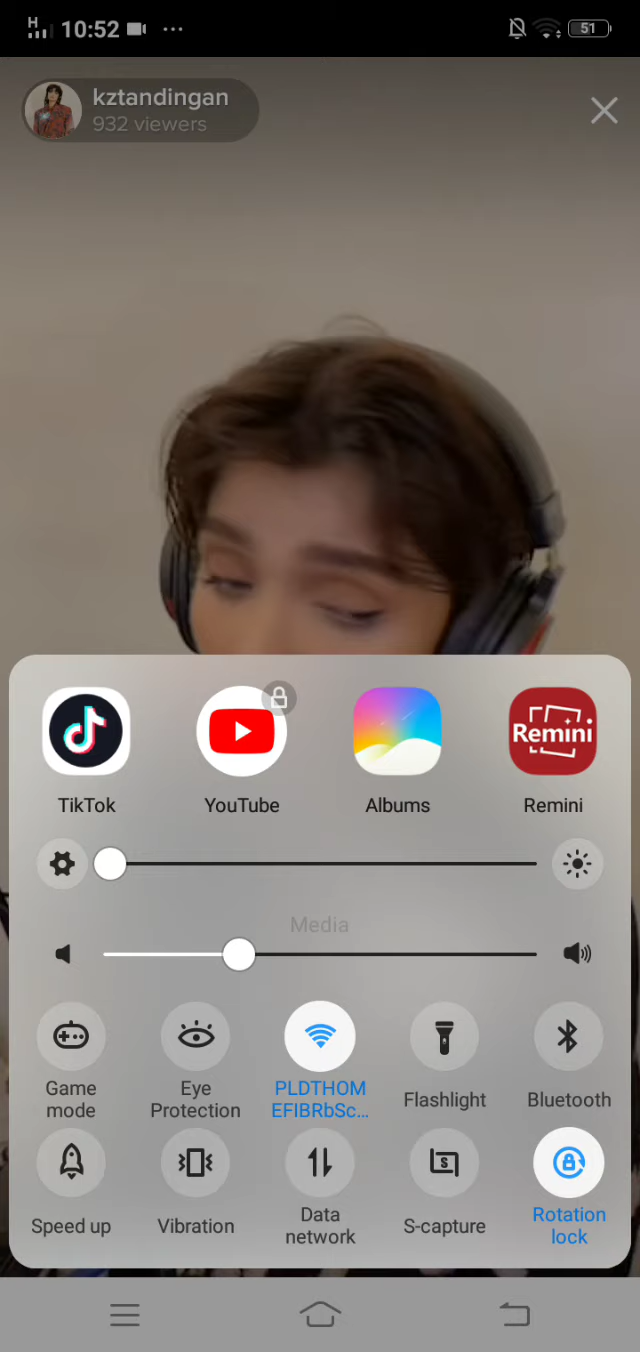 H
10:52
51
kztandingan
932 viewers
Remini
TikTok
YouTube
Albums
Remini
Media
Game
mode
Eye
Protection
PLDTHOM
EFIBRbSc...
Flashlight
Bluetooth
S
Speed up
Vibration
Data
network
S-capture
Rotation
lock